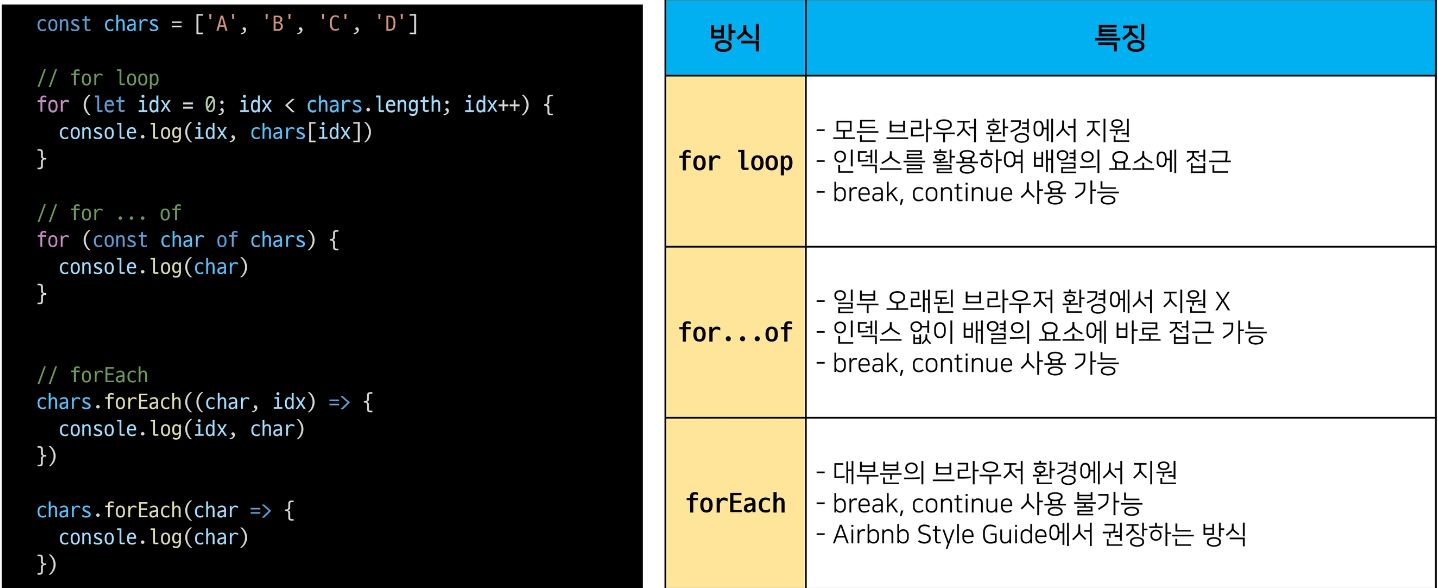 const chars = ['A', 'B', 'C', 'D']
// for loop
for (let idx = 0; idx < chars.length; idx++) {
  console.log(idx, chars[idx])
}
// for ... of
for (const char of chars) {
  console.log(char)
}
// forEach
chars.forEach((char, idx) => {
  console.log(idx, char)
})
chars.forEach(char => {
  console.log(char)
})
방식 특징
for loop
- 모든 브라우저 환경에서 지원
- 인덱스를 활용하여 배열의 요소에 접근
- break, continue 사용 가능
for...of
- 일부 오래된 브라우저 환경에서 지원 X
- 인덱스 없이 배열의 요소에 바로 접근 가능
- break, continue 사용 가능
forEach
- 대부분의 브라우저 환경에서 지원
- break, continue 사용 불가능
- Airbnb Style Guide에서 권장하는 방식